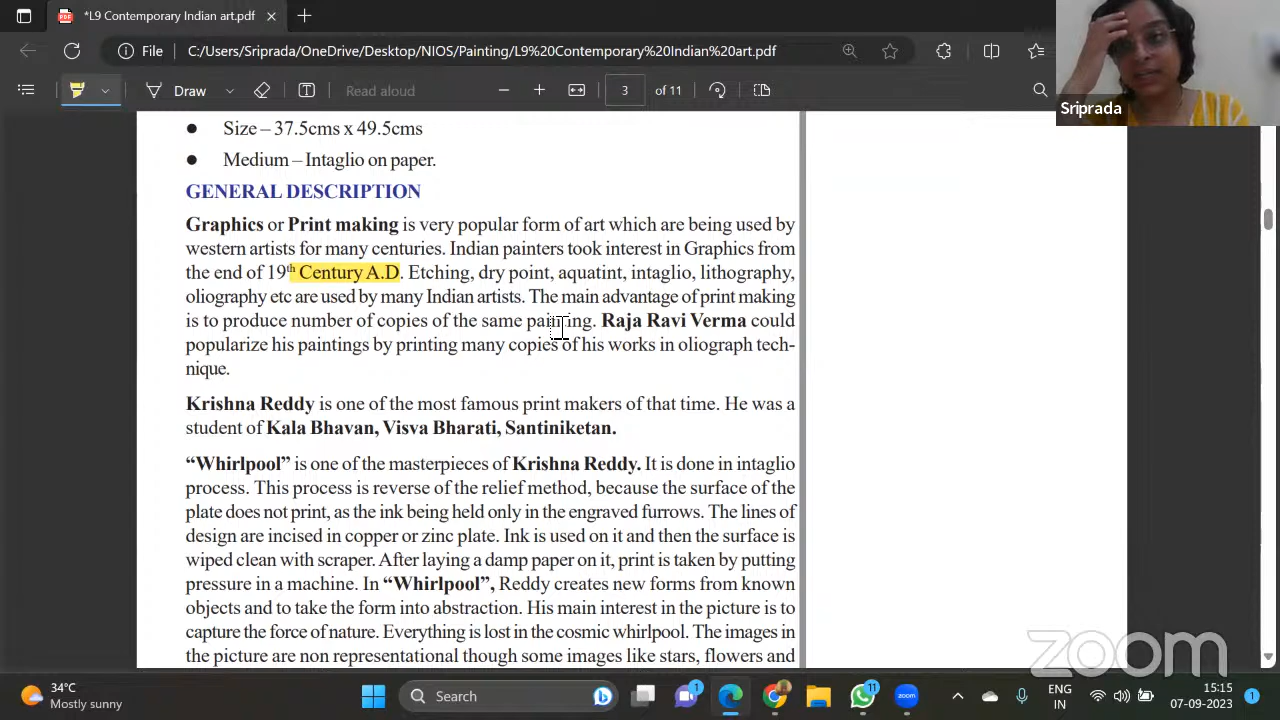 *L9 Contemporary Indian art.pdf
File
C:/Users/Sriprada/OneDrive/Desktop/NIOS/Painting/L9%20Contemporary%20Indian%20art.pdf
Draw
Read aloud
3
of 11
Sriprada
● Size – 37.5cms x 49.5cms
● Medium – Intaglio on paper.
GENERAL DESCRIPTION
Graphics or Print making is very popular form of art which are being used by
western artists for many centuries. Indian painters took interest in Graphics from
the end of 19th Century A.D. Etching, dry point, aquatint, intaglio, lithography,
oliography etc are used by many Indian artists. The main advantage of print making
is to produce number of copies of the same painting. Raja Ravi Verma could
popularize his paintings by printing many copies of his works in oliograph tech-
nique.
Krishna Reddy is one of the most famous print makers of that time. He was a
student of Kala Bhavan, Visva Bharati, Santiniketan.
“Whirlpool” is one of the masterpieces of Krishna Reddy. It is done in intaglio
process. This process is reverse of the relief method, because the surface of the
plate does not print, as the ink being held only in the engraved furrows. The lines of
design are incised in copper or zinc plate. Ink is used on it and then the surface is
wiped clean with scraper. After laying a damp paper on it, print is taken by putting
pressure in a machine. In “Whirlpool”, Reddy creates new forms from known
objects and to take the form into abstraction. His main interest in the picture is to
capture the force of nature. Everything is lost in the cosmic whirlpool. The images in
the picture are non representational though some images like stars, flowers and
zoom
34°C
Mostly sunny
Search
1
11
zoom
ENG
IN
15:15
07-09-2023
1